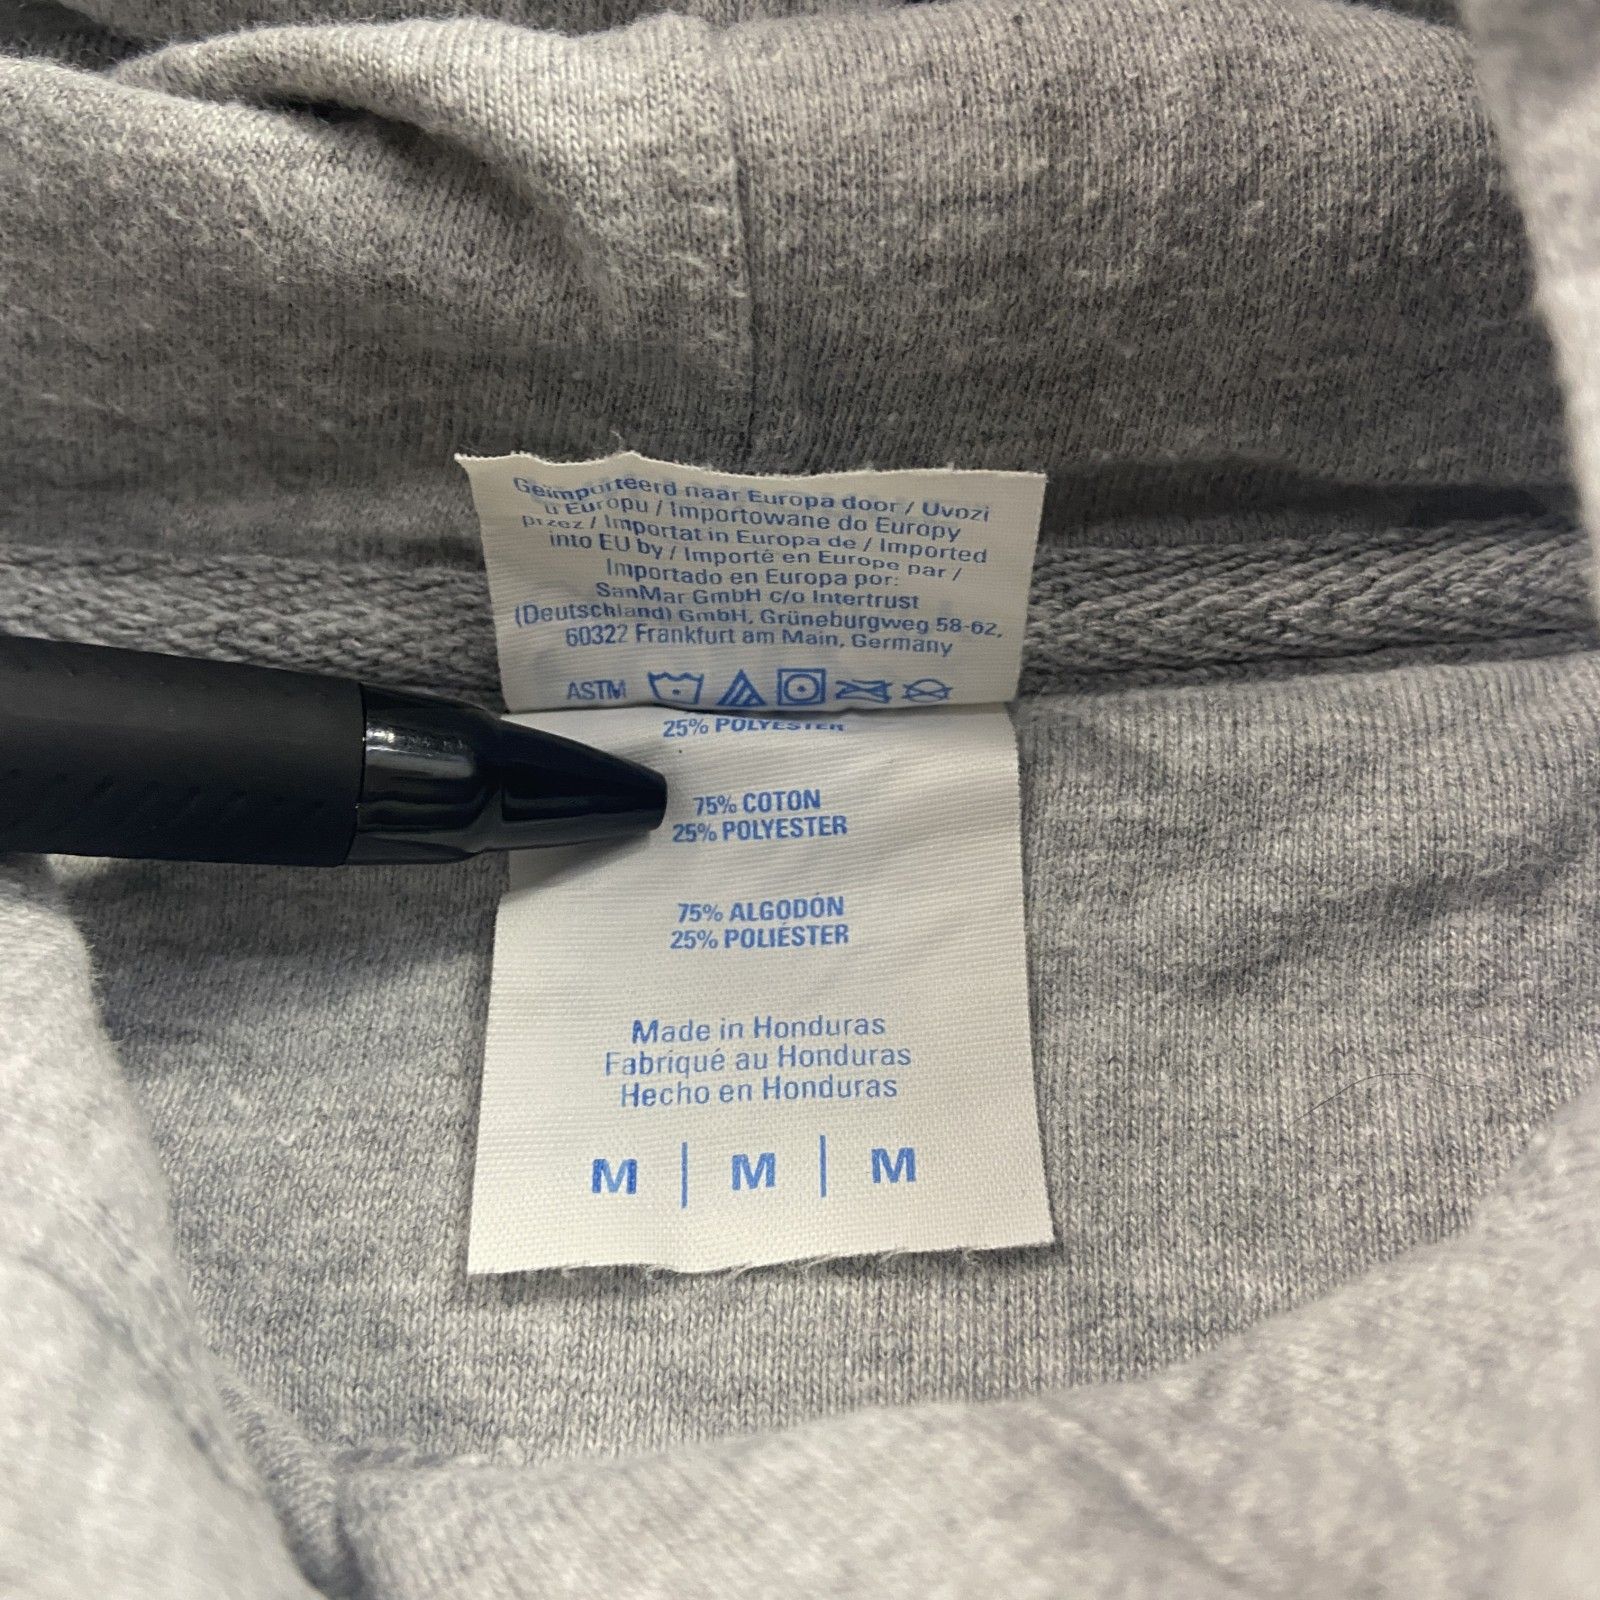 Geïmporteerd naar Europa door / Uvozi
u Europu / Importowane do Europy
przez / Importat in Europa de / Imported
into EU by / Importé en Europe par /
Importado en Europa por:
SanMar GmbH c/o Intertrust
(Deutschland) GmbH, Grüneburgweg 58-62,
60322 Frankfurt am Main, Germany
ASTM
25% POLYESTER
75% COTON
25% POLYESTER
75% ALGODÓN
25% POLIÉSTER
Made in Honduras
Fabriqué au Honduras
Hecho en Honduras
M | M | M